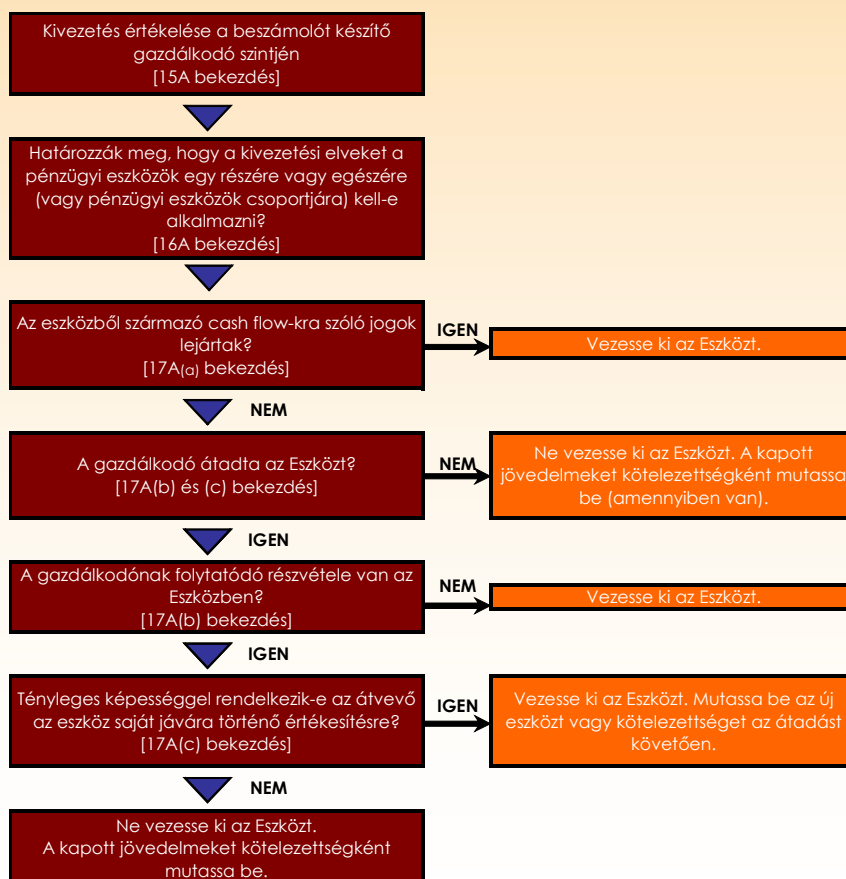 Kivezetés értékelése a beszámolót készítő
gazdálkodó szintjén
[15A bekezdés]
Határozzák meg, hogy a kivezetési elveket a
pénzügyi eszközök egy részére vagy egészére
(vagy pénzügyi eszközök csoportjára) kell-e
alkalmazni?
[16A bekezdés]
Az eszközből származó cash flow-kra szóló jogok
lejártak?
[17A(a) bekezdés]
IGEN
Vezesse ki az Eszközt.
NEM
A gazdálkodó átadta az Eszközt?
[17A(b) és (c) bekezdés]
NEM
Ne vezesse ki az Eszközt. A kapott
jövedelmeket kötelezettségként mutassa
be (amennyiben van).
IGEN
A gazdálkodónak folytatódó részvétele van az
Eszközben?
[17A(b) bekezdés]
NEM
Vezesse ki az Eszközt.
IGEN
Tényleges képességgel rendelkezik-e az átvevő
az eszköz saját jávára történő értékesítésre?
[17A(c) bekezdés]
IGEN
Vezesse ki az Eszközt. Mutassa be az új
eszközt vagy kötelezettséget az átadást
követően.
NEM
Ne vezesse ki az Eszközt.
A kapott jövedelmeket kötelezettségként
mutassa be.